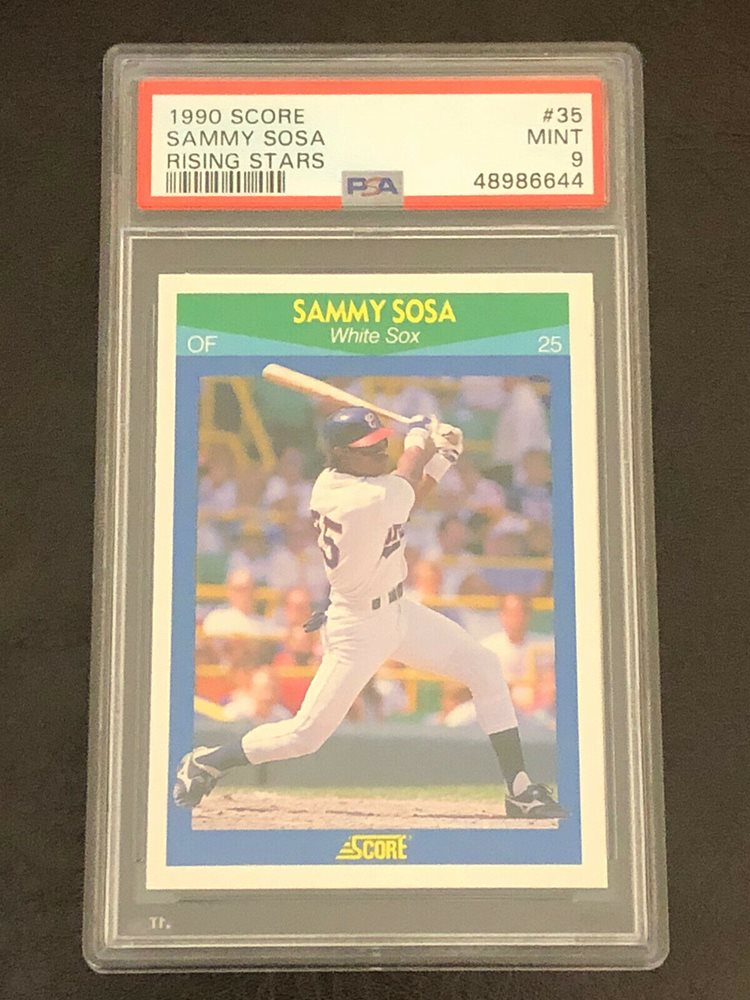 1990 SCORE #35
SAMMY SOSA MINT
RISING STARS 9
PSA 48986644
SAMMY SOSA
White Sox
OF 25
SCORE